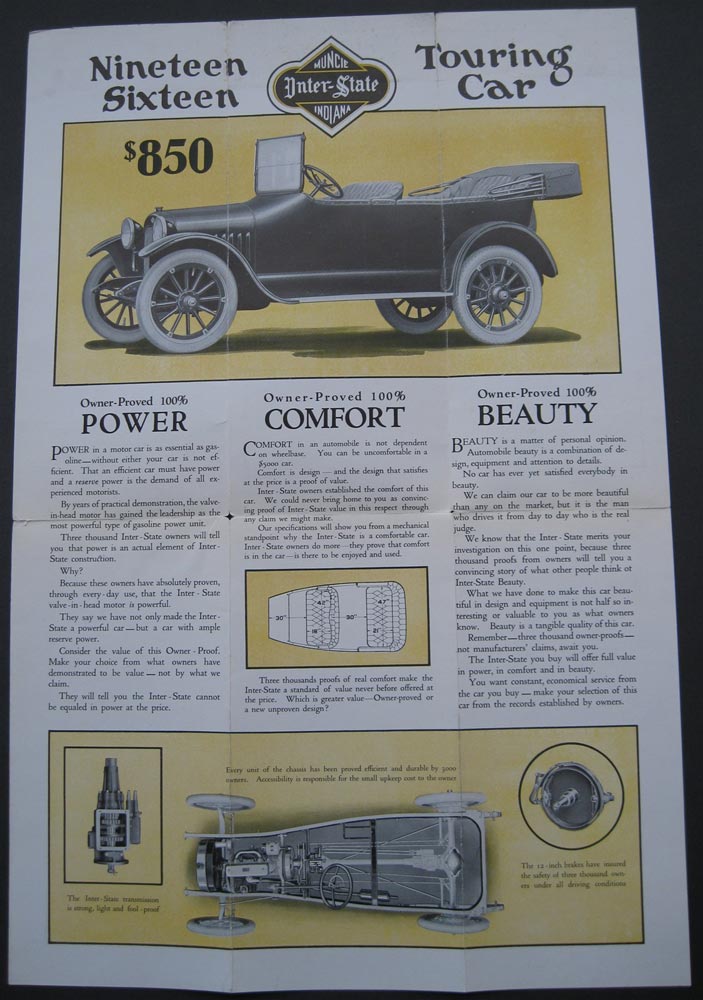 Nineteen
Sixteen
MUNCIE
Inter-State
INDIANA
Touring
Car
$850
Owner-Proved 100%
POWER
POWER in a motor car is as essential as gas-
oline—without either your car is not ef-
ficient. That an efficient car must have power
and a reserve power is the demand of all ex-
perienced motorists.
By years of practical demonstration, the valve-
in-head motor has gained the leadership as the
most powerful type of gasoline power unit.
Three thousand Inter-State owners will tell
you that power is an actual element of Inter-
State construction.
Why?
Because these owners have absolutely proven,
through every-day use, that the Inter-State
valve-in-head motor is powerful.
They say we have not only made the Inter-
State a powerful car—but a car with ample
reserve power.
Consider the value of this Owner-Proof.
Make your choice from what owners have
demonstrated to be value—not by what we
claim.
They will tell you the Inter-State cannot
be equaled in power at the price.
Owner-Proved 100%
COMFORT
COMFORT in an automobile is not dependent
on wheelbase. You can be uncomfortable in a
$5000 car.
Comfort is design—and the design that satisfies
at the price is a proof of value.
Inter-State owners established the comfort of this
car. We could never bring home to you as convinc-
ing proof of Inter-State value in this respect through
any claim we might make.
Our specifications will show you from a mechanical
standpoint why the Inter-State is a comfortable car.
Inter-State owners do more—they prove that comfort
is in the car—is there to be enjoyed and used.
30"
42"
18"
30"
47"
21"
Three thousands proofs of real comfort make the
Inter-State a standard of value never before offered at
the price. Which is greater value—Owner-proved or
a new unproven design?
Owner-Proved 100%
BEAUTY
BEAUTY is a matter of personal opinion.
Automobile beauty is a combination of de-
sign, equipment and attention to details.
No car has ever yet satisfied everybody in
beauty.
We can claim our car to be more beautiful
than any on the market, but it is the man
who drives it from day to day who is the real
judge.
We know that the Inter-State merits your
investigation on this one point, because three
thousand proofs from owners will tell you a
convincing story of what other people think of
Inter-State Beauty.
What we have done to make this car beau-
tiful in design and equipment is not half so in-
teresting or valuable to you as what owners
know. Beauty is a tangible quality of this car.
Remember—three thousand owner-proofs—
not manufacturers' claims, await you.
The Inter-State you buy will offer full value
in power, in comfort and in beauty.
You want constant, economical service from
the car you buy—make your selection of this
car from the records established by owners.
Every unit of the chassis has been proved efficient and durable by 3000
owners. Accessibility is responsible for the small upkeep cost to the owner
The Inter-State transmission
is strong, light and fool-proof
The 12-inch brakes have insured
the safety of three thousand own-
ers under all driving conditions